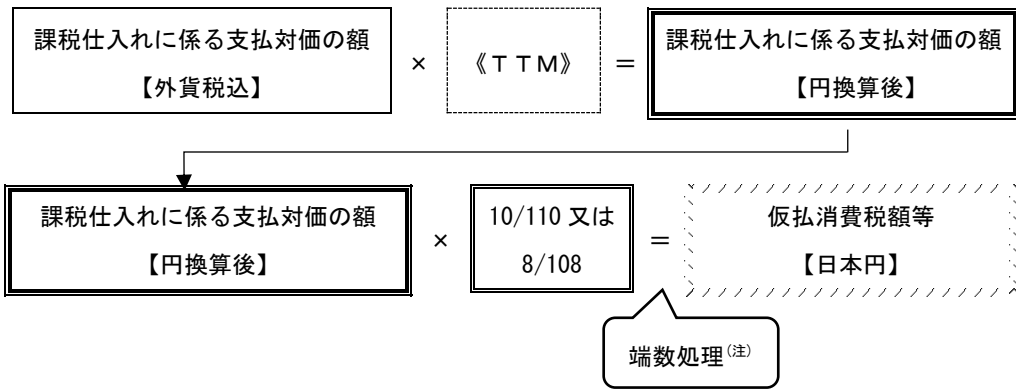 課税仕入れに係る支払対価の額
【外貨税込】
×
《ＴＴＭ》
＝
課税仕入れに係る支払対価の額
【円換算後】
課税仕入れに係る支払対価の額
【円換算後】
×
10/110 又は
8/108
＝
仮払消費税額等
【日本円】
端数処理(注)